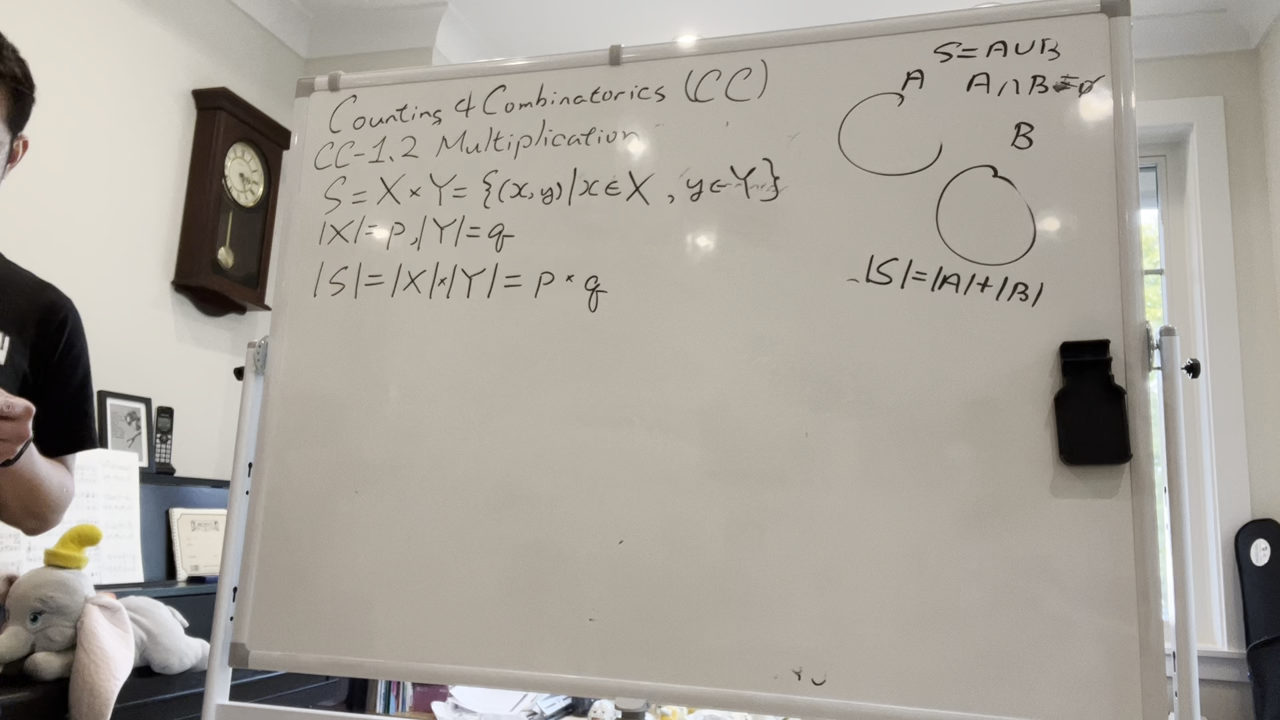 Counting & Combinatorics (CC)
CC-1.2 Multiplication
S = X × Y = {(x,y) | x ∈ X , y ∈ Y}
|X| = p, |Y| = q
|S| = |X| × |Y| = p × q
S = A ∪ B
A ∩ B = ∅
A
B
|S| = |A| + |B|